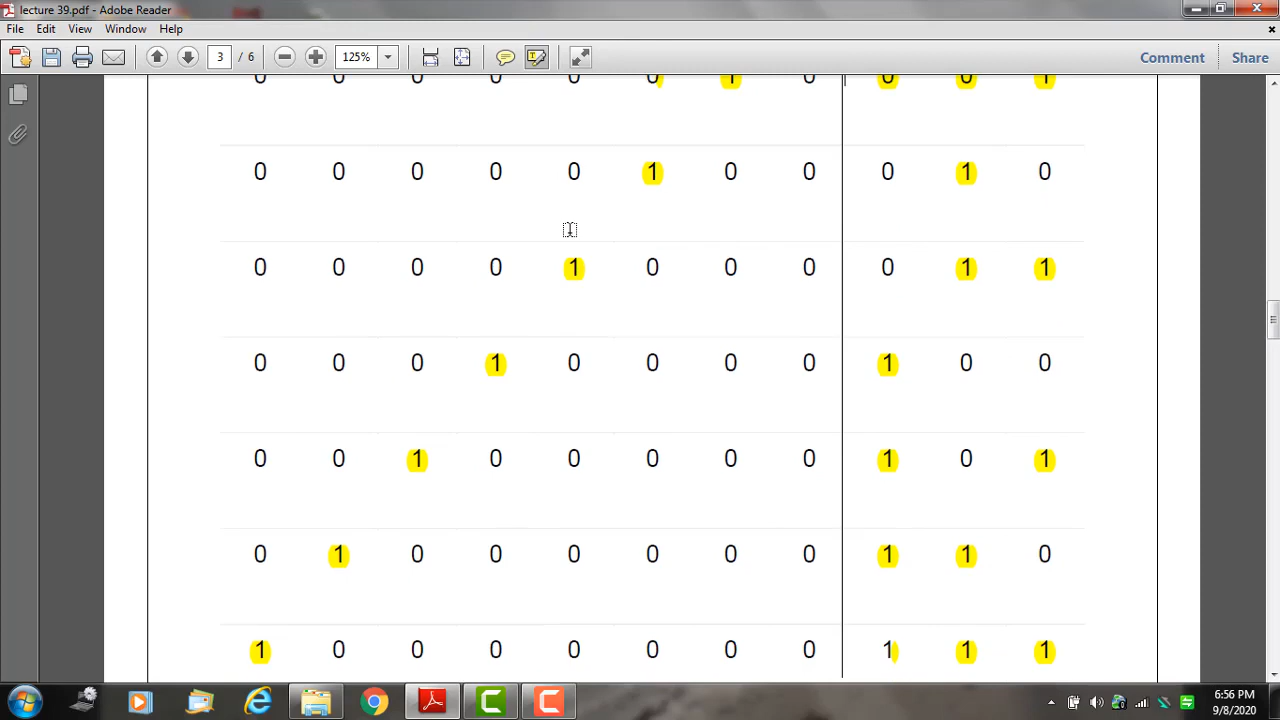 lecture 39.pdf - Adobe Reader
File Edit View Window Help
3 / 6 125% Comment Share
0 0 0 0 0 0 1 0 0 0 1
0 0 0 0 0 1 0 0 0 1 0
0 0 0 0 1 0 0 0 0 1 1
0 0 0 1 0 0 0 0 1 0 0
0 0 1 0 0 0 0 0 1 0 1
0 1 0 0 0 0 0 0 1 1 0
1 0 0 0 0 0 0 0 1 1 1
6:56 PM
9/8/2020